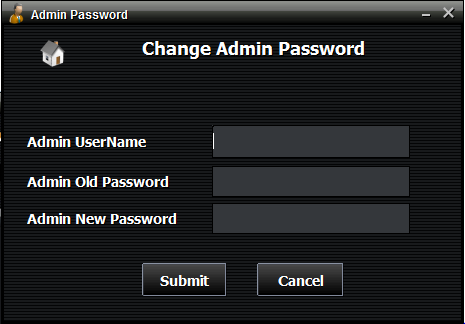 Admin Password
Change Admin Password
Admin UserName
Admin Old Password
Admin New Password
Submit Cancel